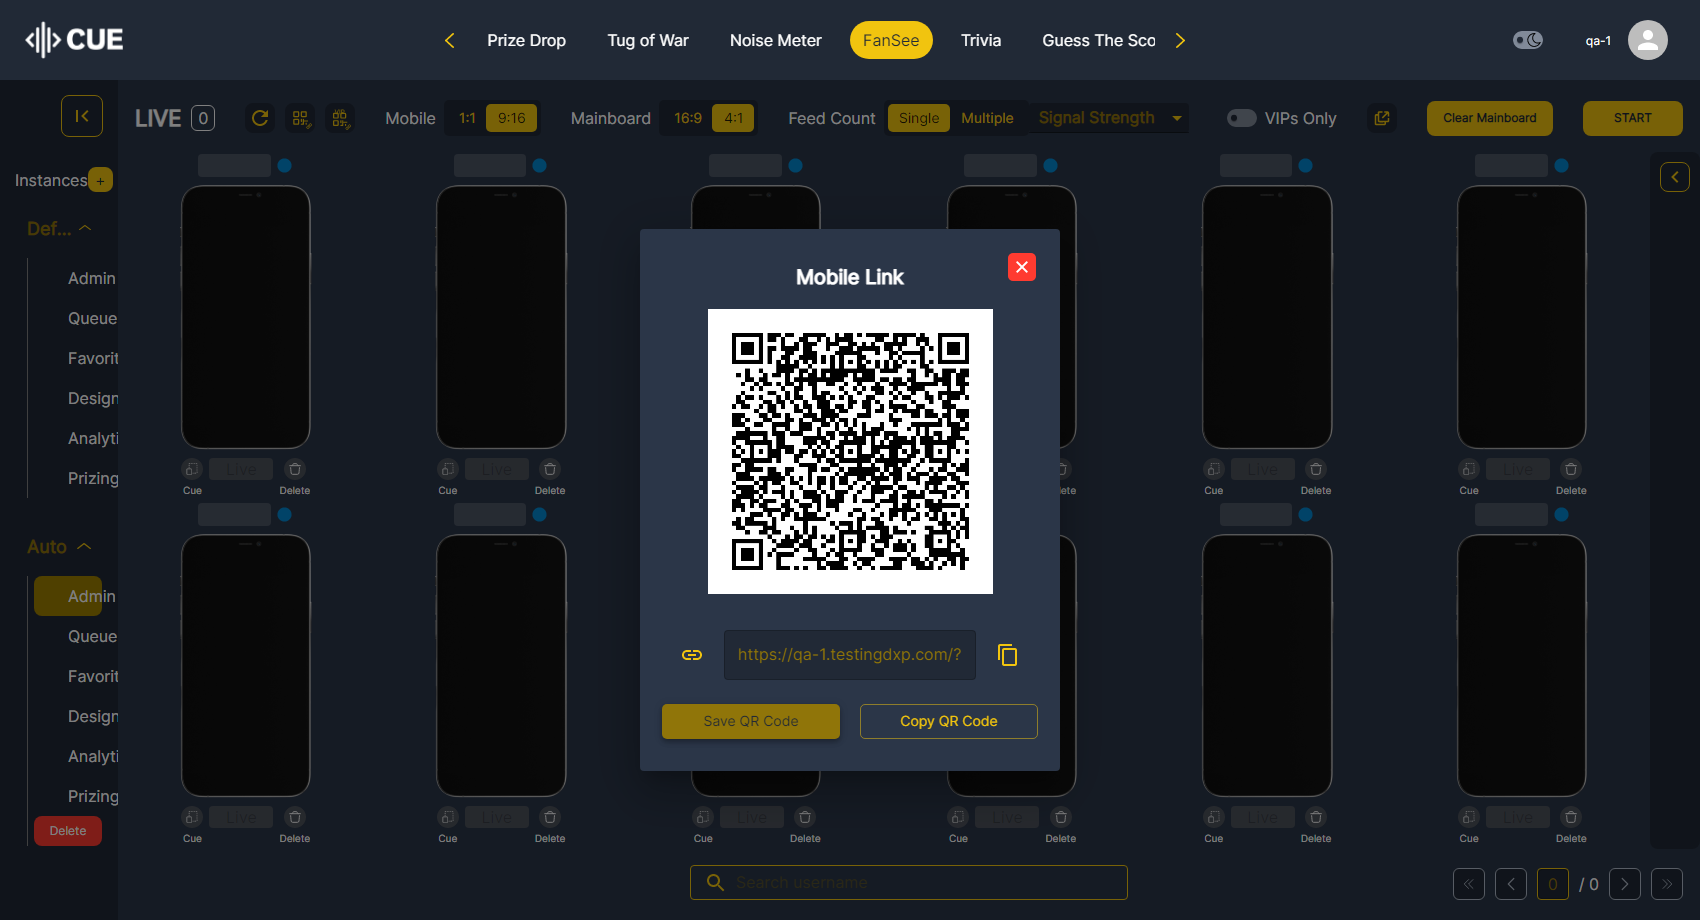 CUE
Prize Drop
Tug of War
Noise Meter
FanSee
Trivia
Guess The Sco
qa-1
LIVE 0
Mobile 1:1 9:16
Mainboard 16:9 4:1
Feed Count Single Multiple
Signal Strength
VIPs Only
Clear Mainboard
START
Instances +
Def...
Admin
Queue
Favorit
Design
Analyti
Prizing
Auto
Admin
Queue
Favorit
Design
Analyti
Prizing
Delete
Live
Live
Live
Live
Cue Delete
Cue Delete
ete
Cue Delete
Cue Delete
Mobile Link
https://qa-1.testingdxp.com/?
Save QR Code
Copy QR Code
Live
Live
Live
Live
Live
Live
Cue Delete
Cue Delete
Cue Delete
Cue Delete
Cue Delete
Cue Delete
Search username
0 / 0